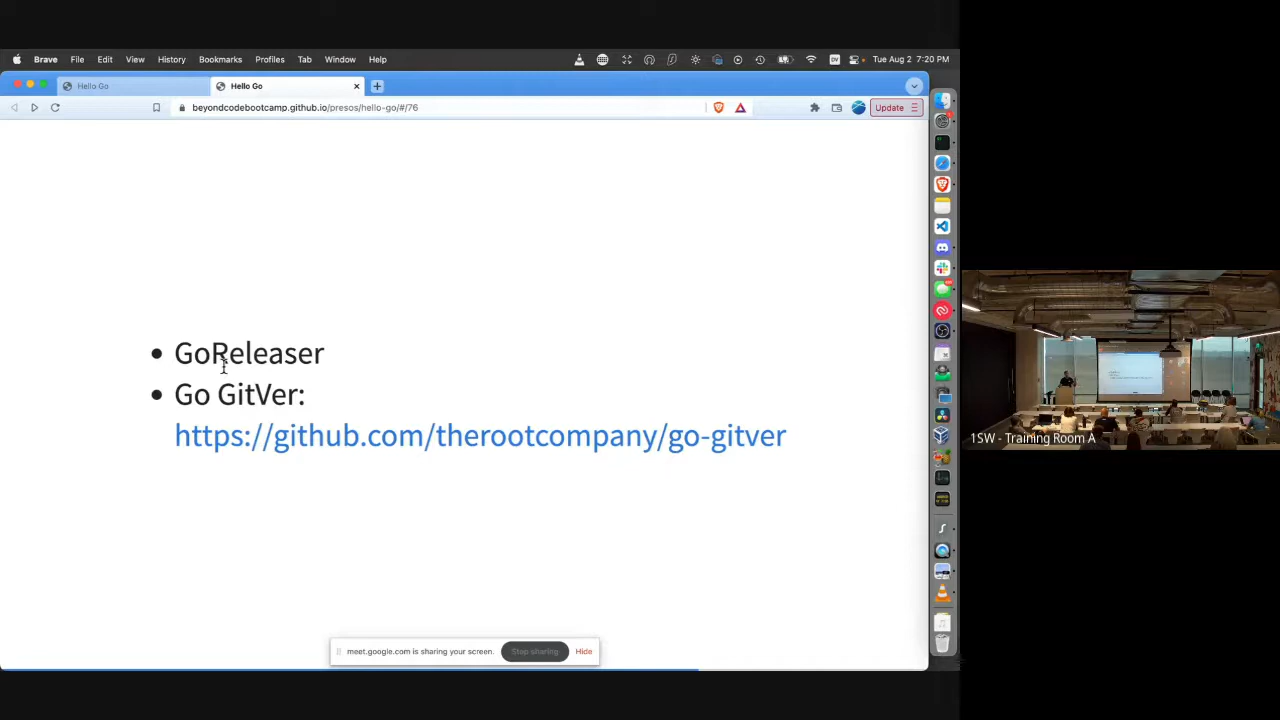 Brave File Edit View History Bookmarks Profiles Tab Window Help Tue Aug 2 7:20 PM
Hello Go
Hello Go
beyondcodebootcamp.github.io/presos/hello-go/#/76
Update
• GoReleaser
• Go GitVer:
https://github.com/therootcompany/go-gitver
1SW - Training Room A
meet.google.com is sharing your screen. Stop sharing Hide